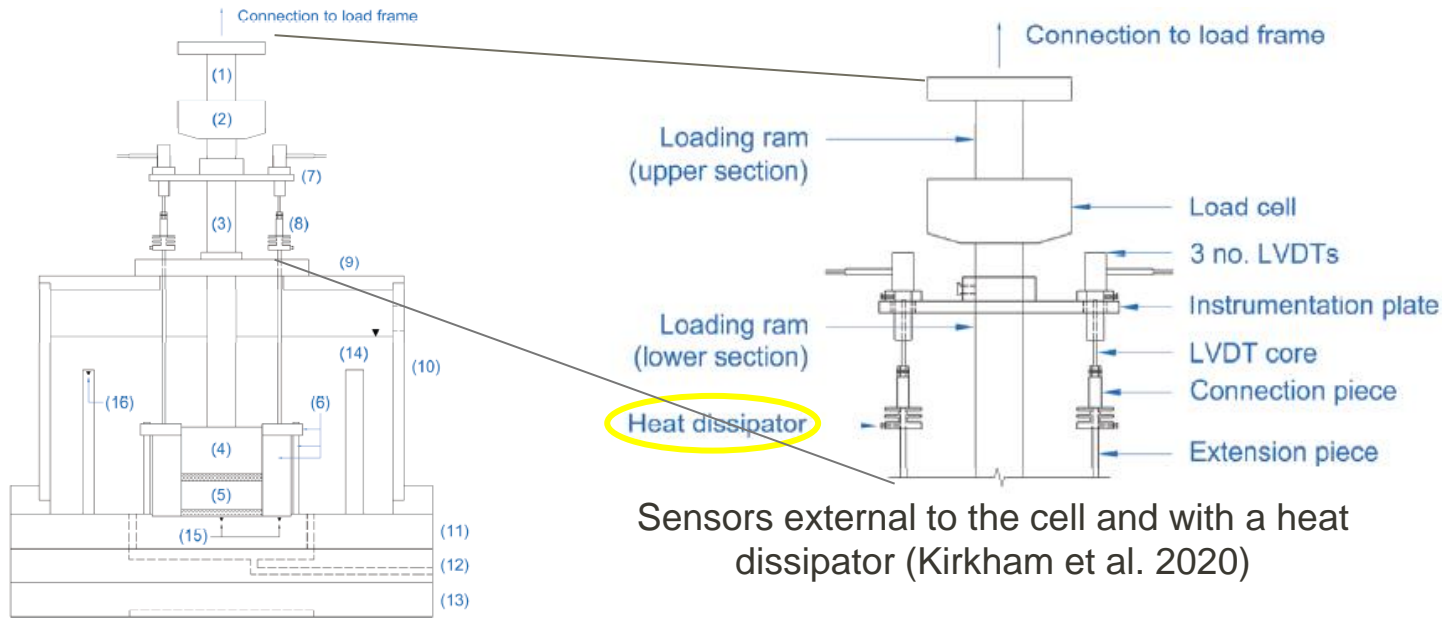 Connection to load frame
(1)
(2)
(7)
(3)
(8)
(9)
(14)
(10)
(16)
(6)
(4)
(5)
(15)
(11)
(12)
(13)
Connection to load frame
Loading ram
(upper section)
Load cell
3 no. LVDTs
Instrumentation plate
Loading ram
(lower section)
LVDT core
Connection piece
Heat dissipator
Extension piece
Sensors external to the cell and with a heat
dissipator (Kirkham et al. 2020)